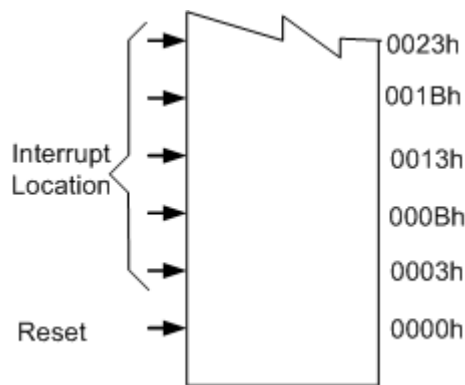 0023h
001Bh
0013h
Interrupt
Location
000Bh
0003h
Reset
0000h